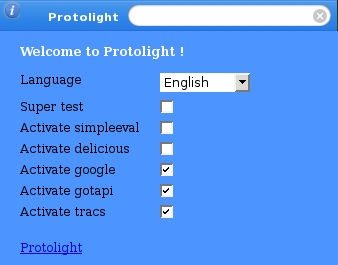 Protolight
Welcome to Protolight !
Language English
Super test
Activate simpleeval
Activate delicious
Activate google
Activate gotapi
Activate tracs
Protolight